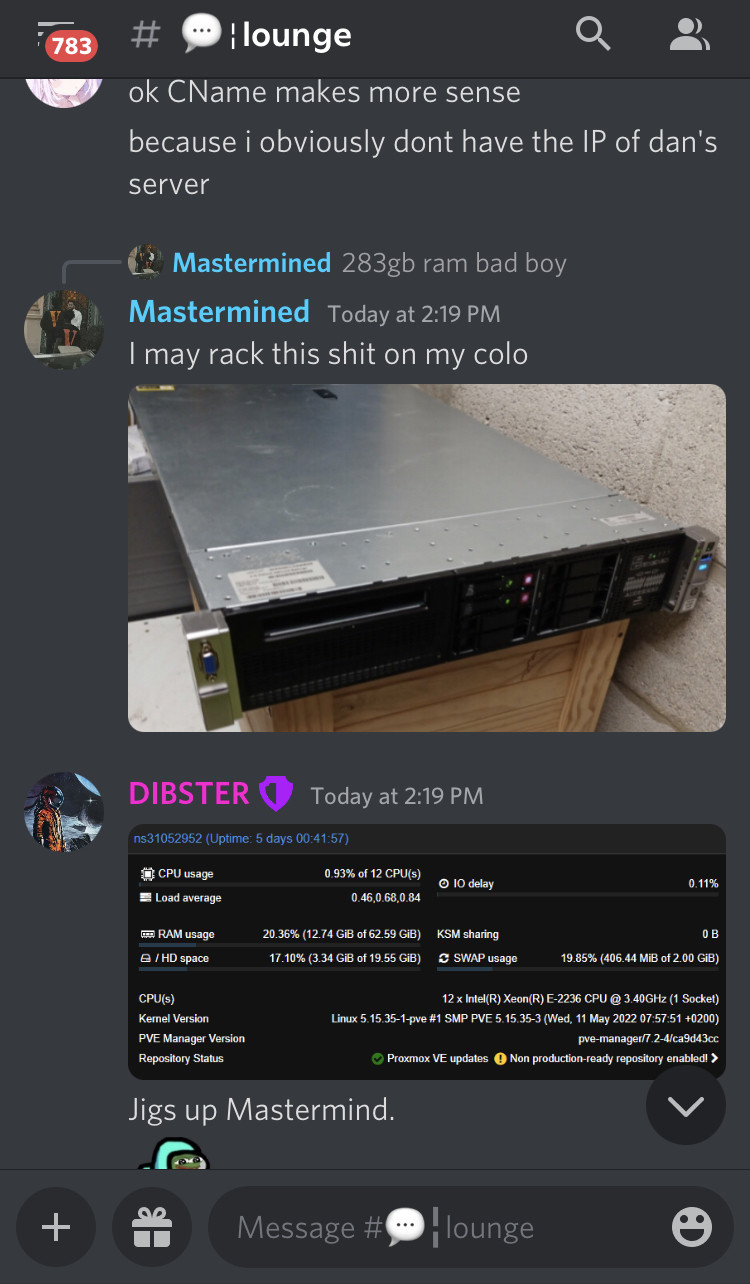 783
# 💬¦lounge
ok CName makes more sense
because i obviously dont have the IP of dan's
server
Mastermined 283gb ram bad boy
Mastermined Today at 2:19 PM
I may rack this shit on my colo
DIBSTER Today at 2:19 PM
ns31052952 (Uptime: 5 days 00:41:57)
CPU usage 0.93% of 12 CPU(s)
IO delay 0.11%
Load average 0.46,0.68,0.84
RAM usage 20.36% (12.74 GiB of 62.59 GiB)
KSM sharing 0 B
/ HD space 17.10% (3.34 GiB of 19.55 GiB)
SWAP usage 19.85% (406.44 MiB of 2.00 GiB)
CPU(s) 12 x Intel(R) Xeon(R) E-2236 CPU @ 3.40GHz (1 Socket)
Kernel Version Linux 5.15.35-1-pve #1 SMP PVE 5.15.35-3 (Wed, 11 May 2022 07:57:51 +0200)
PVE Manager Version pve-manager/7.2-4/ca9d43cc
Repository Status Proxmox VE updates Non production-ready repository enabled!
Jigs up Mastermind.
Message #💬¦lounge